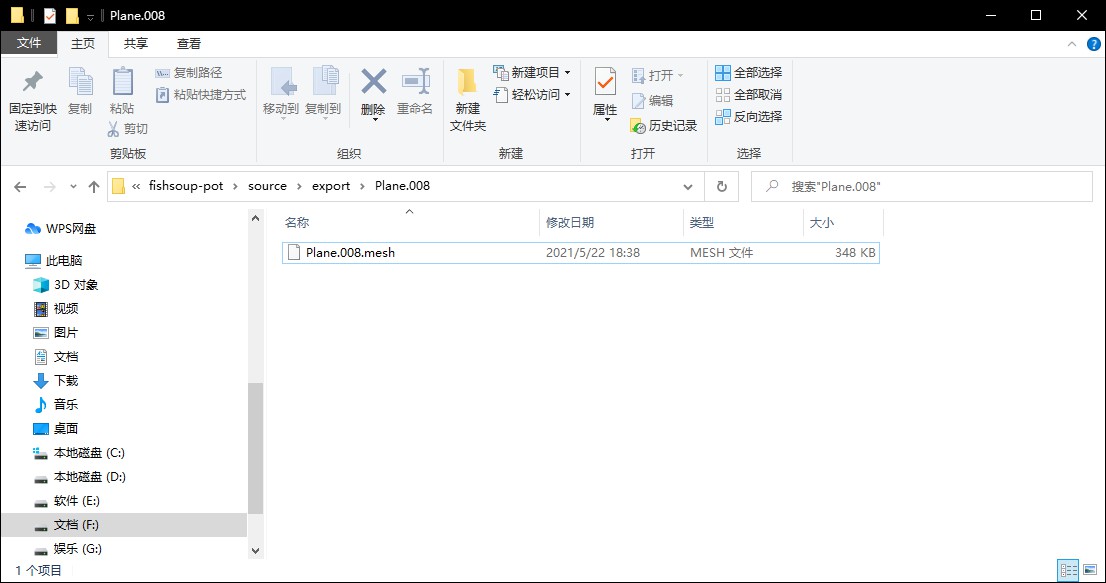 Plane.008
文件 主页 共享 查看
固定到快速访问 复制 粘贴 复制路径 粘贴快捷方式 剪切
移动到 复制到 删除 重命名
新建文件夹 新建项目 轻松访问
属性 打开 编辑 历史记录
全部选择 全部取消 反向选择
剪贴板 组织 新建 打开 选择
« fishsoup-pot › source › export › Plane.008 搜索"Plane.008"
名称 修改日期 类型 大小
Plane.008.mesh 2021/5/22 18:38 MESH 文件 348 KB
WPS网盘
此电脑
3D 对象
视频
图片
文档
下载
音乐
桌面
本地磁盘 (C:)
本地磁盘 (D:)
软件 (E:)
文档 (F:)
娱乐 (G:)
1 个项目